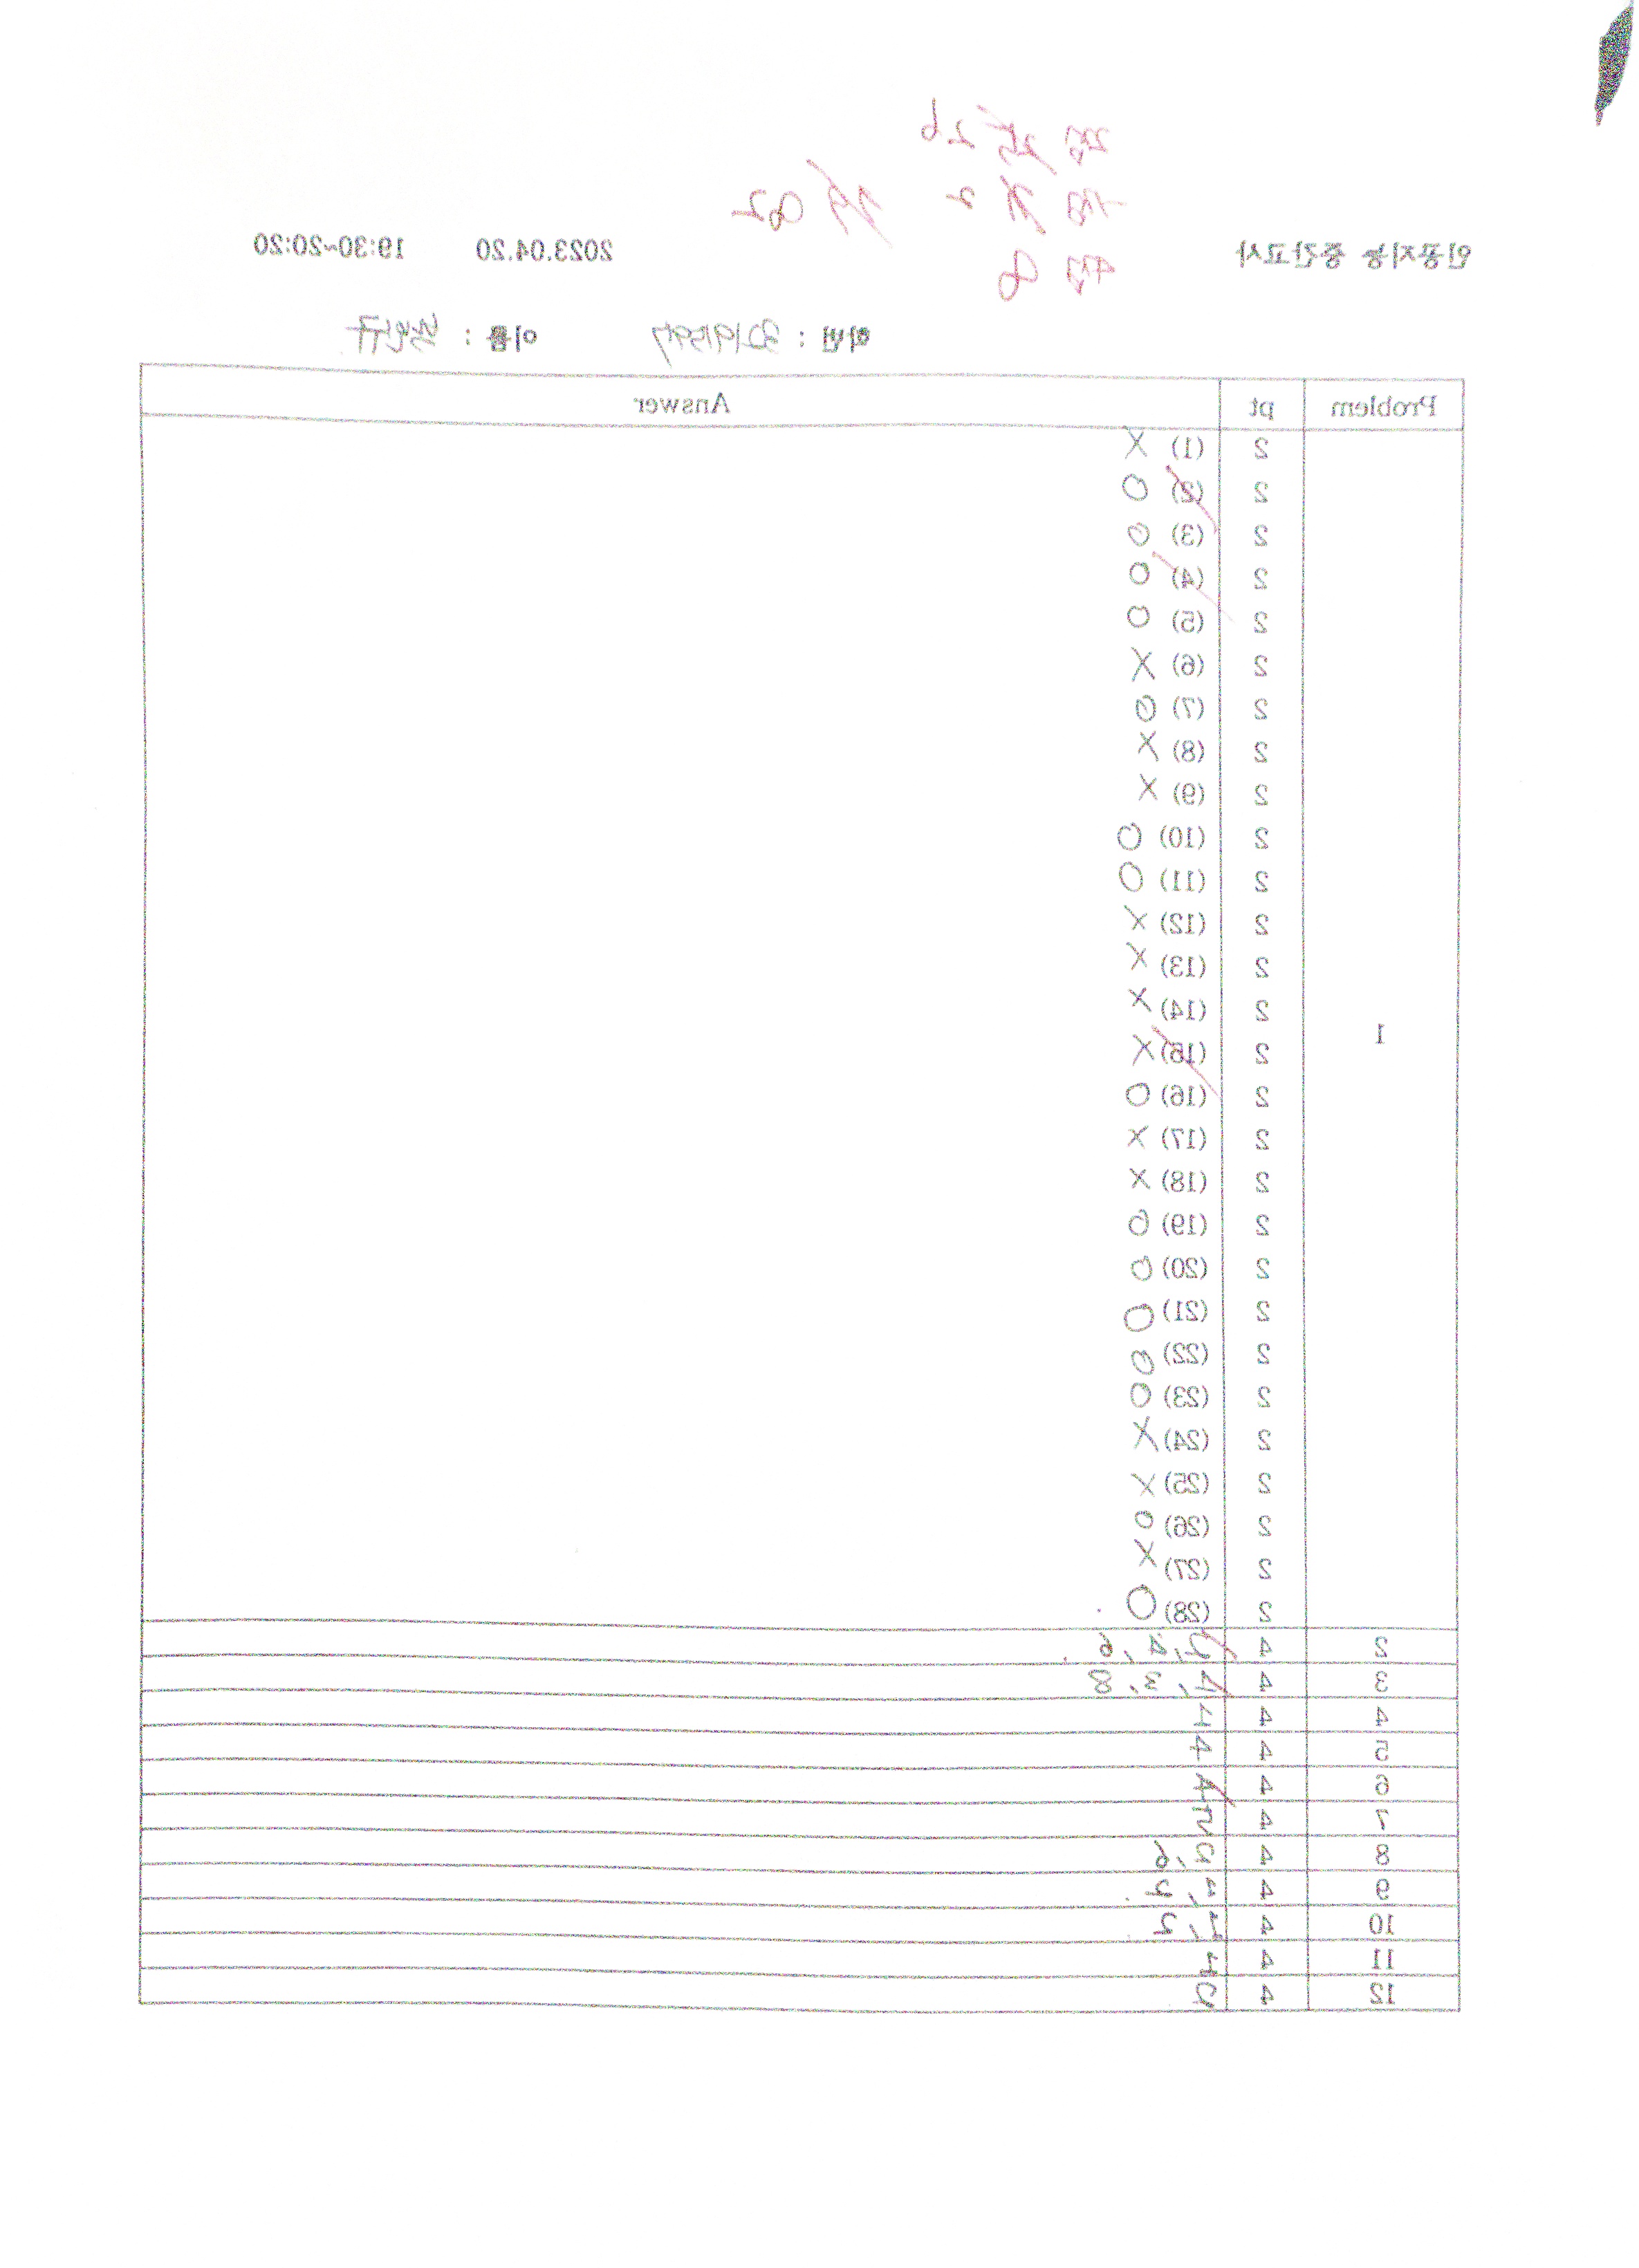 인공지능 중간고사 2023.04.20 19:30~20:20
학번 : 이름 :
Problem pt Answer
1
2 (1) X
2 (2) O
2 (3) O
2 (4) O
2 (5) O
2 (6) X
2 (7) O
2 (8) X
2 (9) X
2 (10) O
2 (11) O
2 (12) X
2 (13) X
2 (14) X
2 (15) X
2 (16) O
2 (17) X
2 (18) X
2 (19) O
2 (20) O
2 (21) O
2 (22) O
2 (23) O
2 (24) X
2 (25) X
2 (26) O
2 (27) X
2 (28) O
2 4 2, 4, 6
3 4 1, 3, 8
4 4 4
5 4 4
6 4 4
7 4
8 4 2, 6
9 4 1, 2
10 4 1, 2
11 4 1
12 4 2